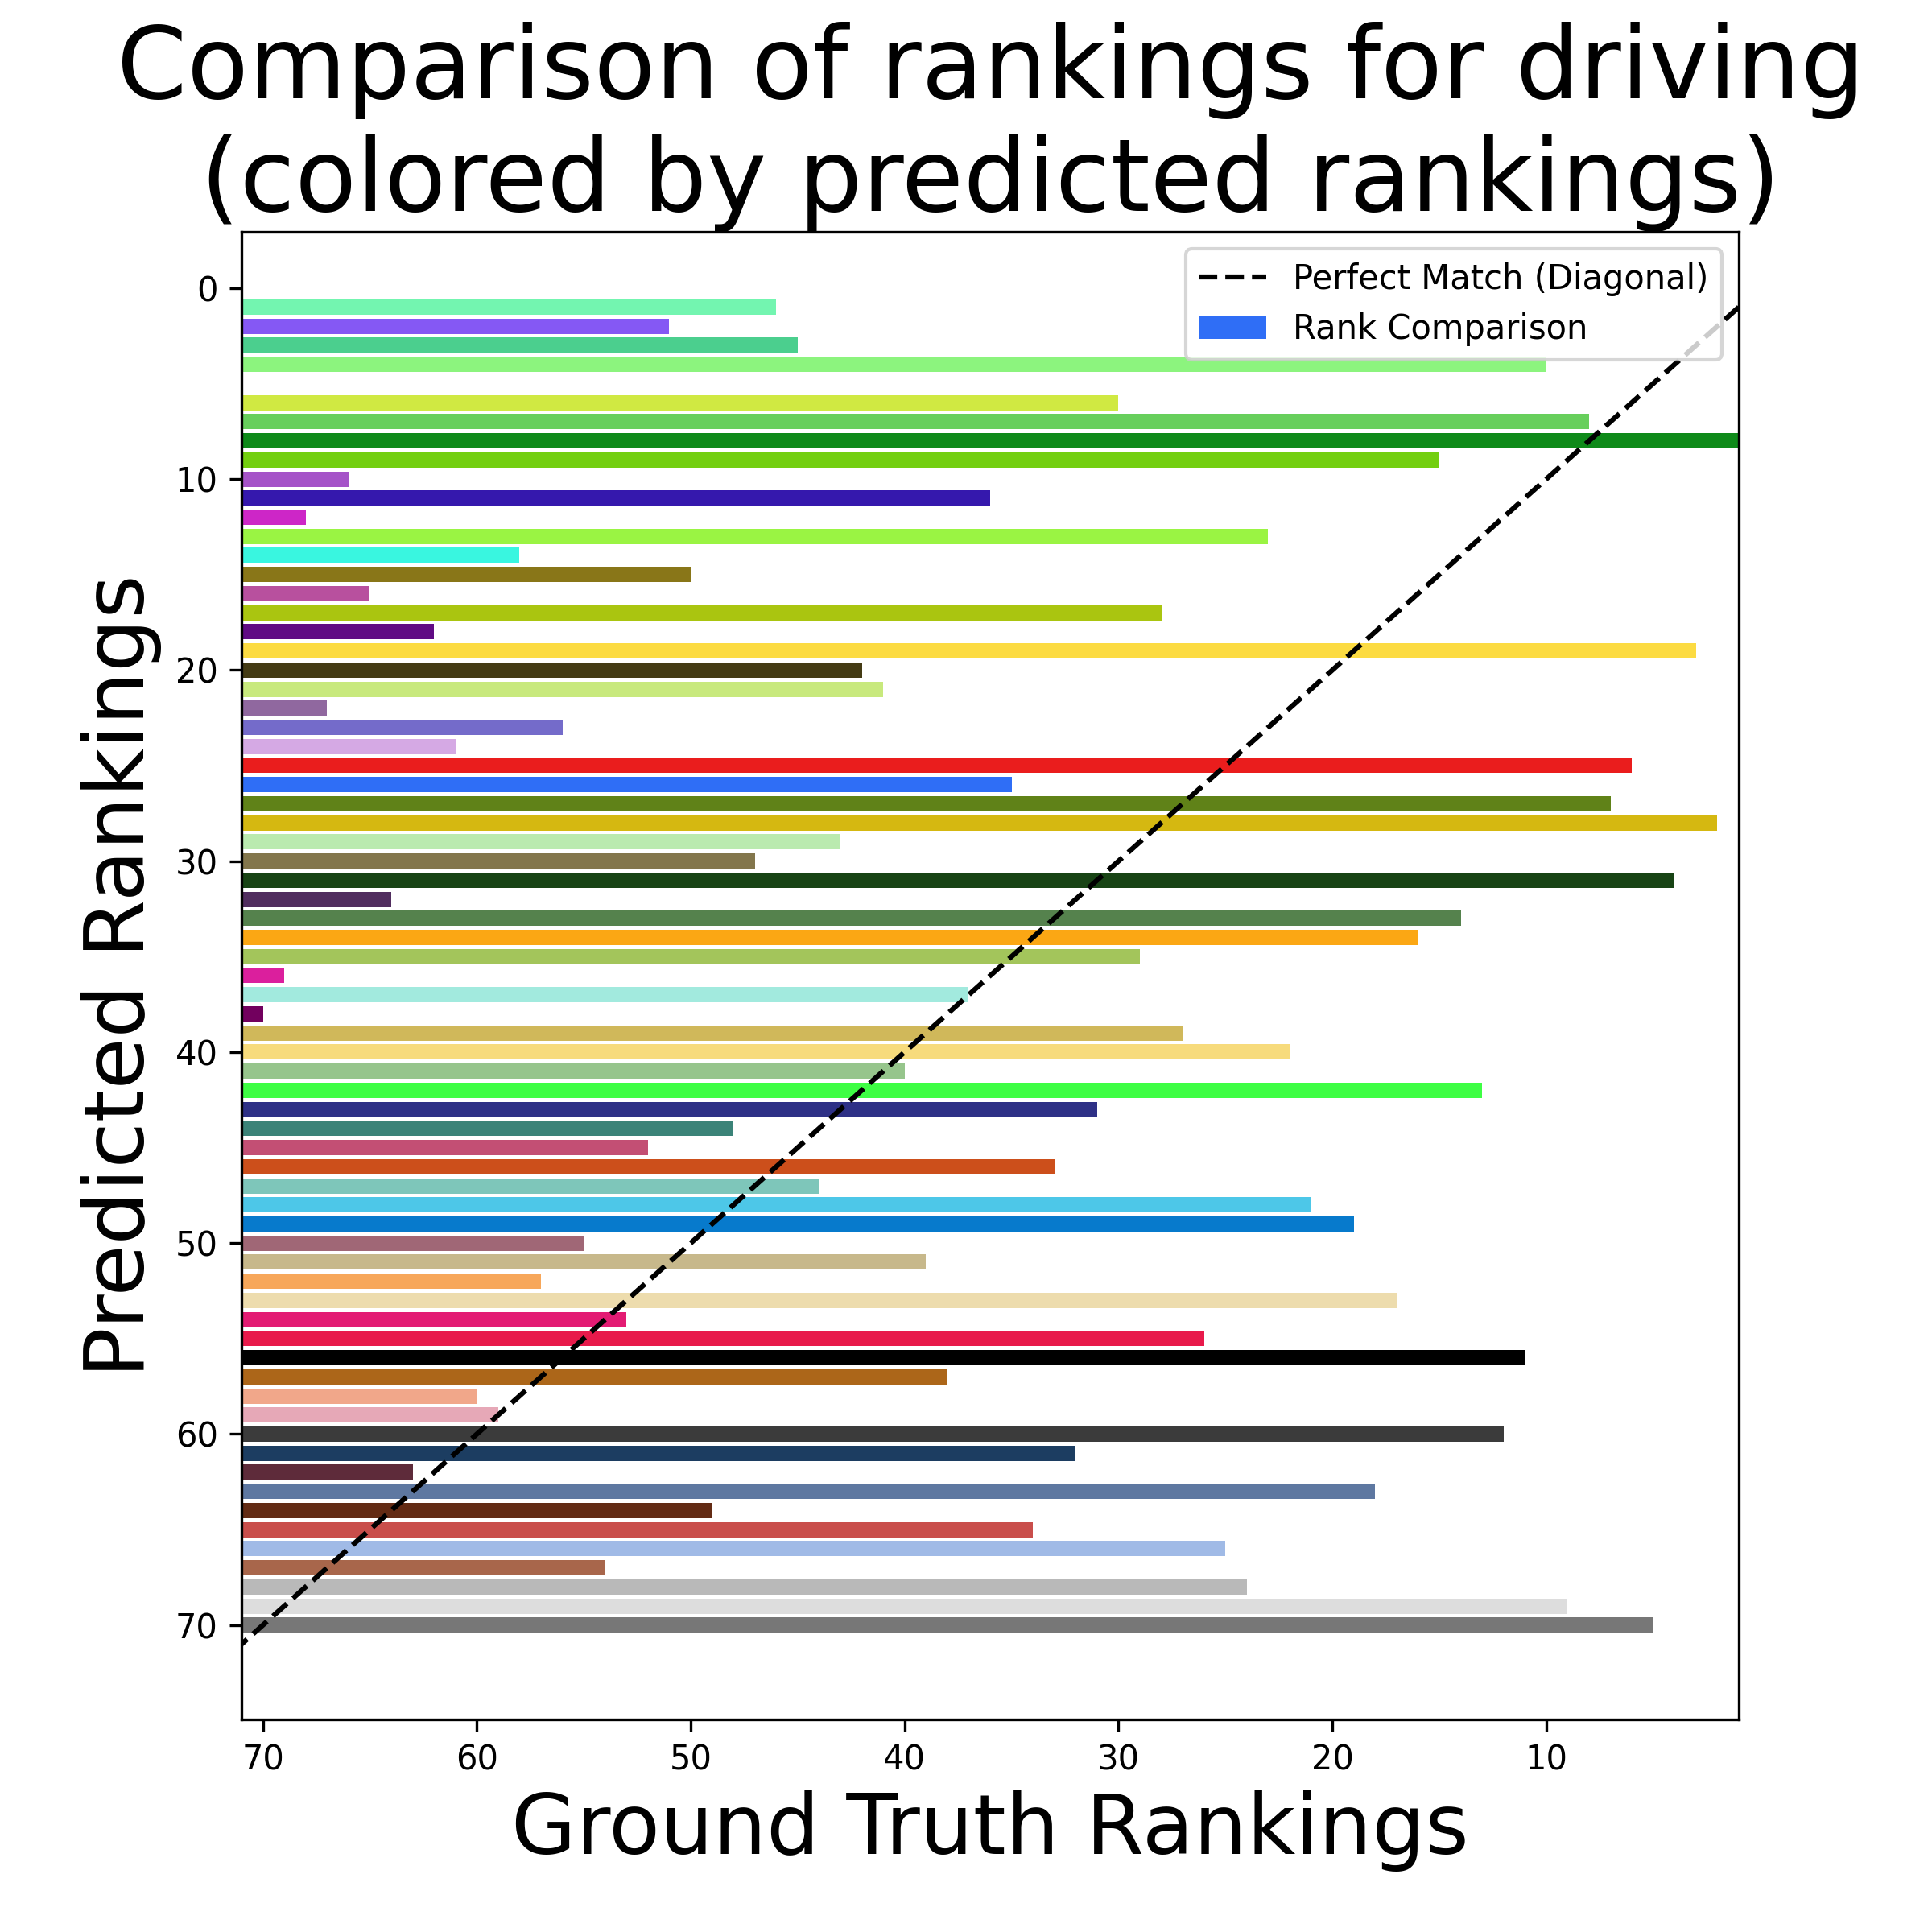 Comparison of rankings for driving
(colored by predicted rankings)
Perfect Match (Diagonal)
Rank Comparison
Predicted Rankings
0
10
20
30
40
50
60
70
70
60
50
40
30
20
10
Ground Truth Rankings